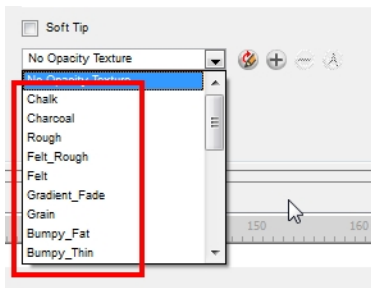 Soft Tip
No Opacity Texture
No Opacity Texture
Chalk
Charcoal
Rough
Felt_Rough
Felt
Gradient_Fade
Grain
Bumpy_Fat
Bumpy_Thin
150 160